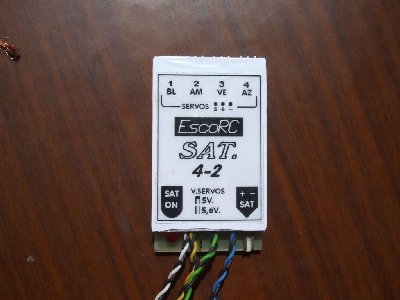 1 2 3 4
BL AM VE AZ
SERVOS S + -
EscoRC
SAT.
4-2
SAT ON
V.SERVOS
5V.
5,6V.
+ -
SAT